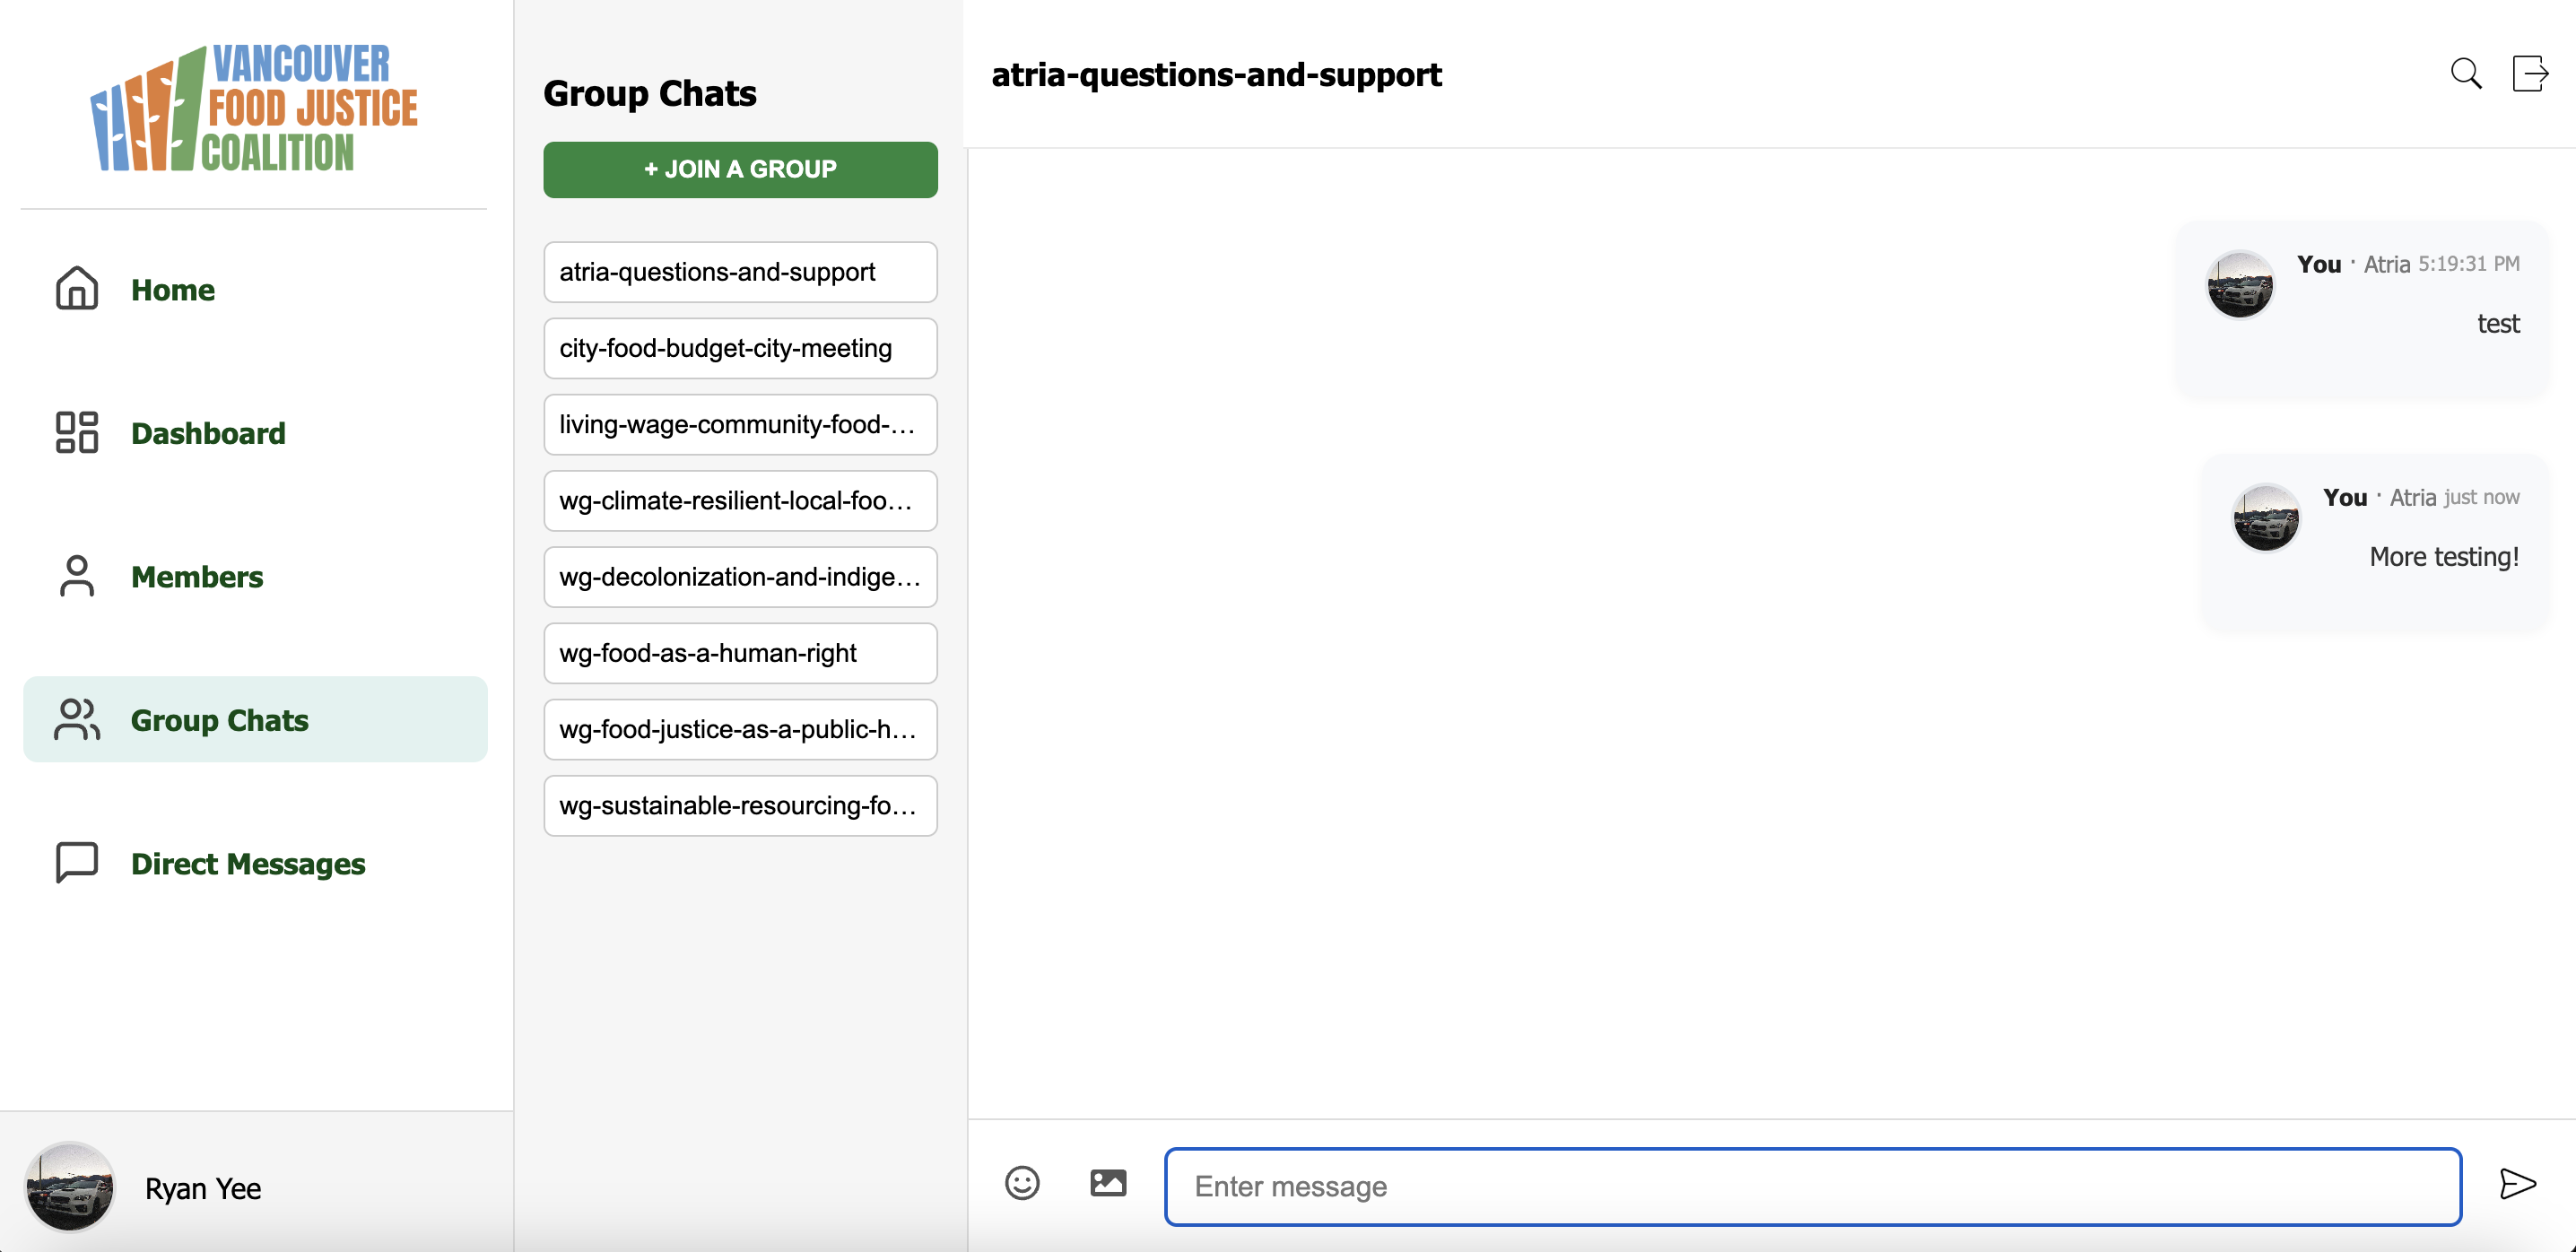 VANCOUVER
FOOD JUSTICE
COALITION
Home
Dashboard
Members
Group Chats
Direct Messages
Ryan Yee
Group Chats
+ JOIN A GROUP
atria-questions-and-support
city-food-budget-city-meeting
living-wage-community-food-...
wg-climate-resilient-local-foo...
wg-decolonization-and-indige...
wg-food-as-a-human-right
wg-food-justice-as-a-public-h...
wg-sustainable-resourcing-fo...
atria-questions-and-support
You · Atria 5:19:31 PM
test
You · Atria just now
More testing!
Enter message